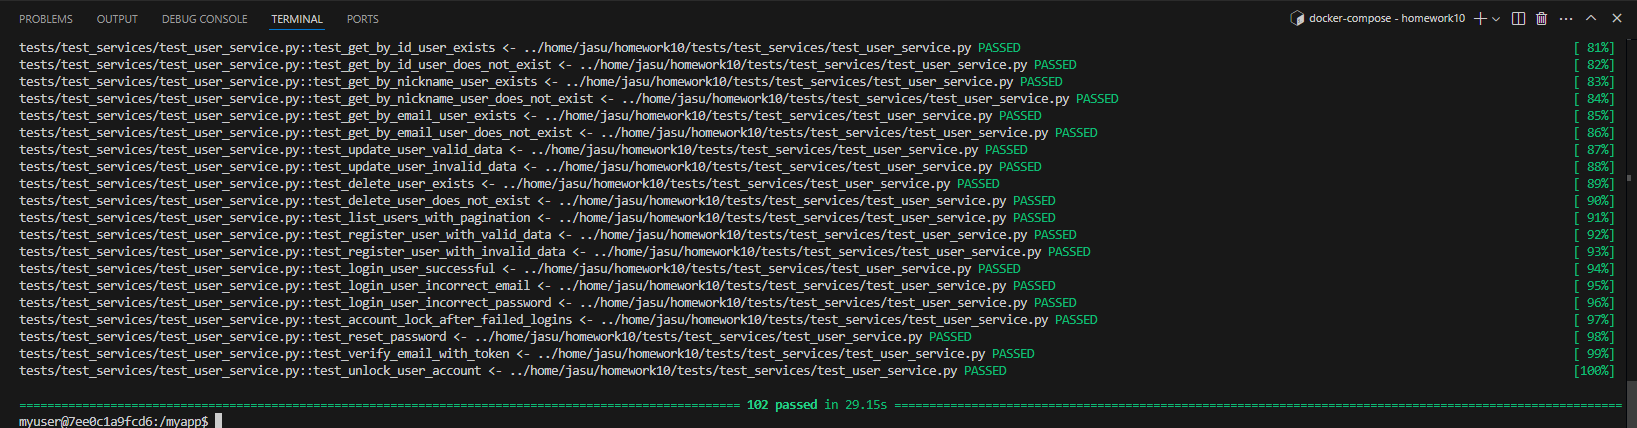 PROBLEMS OUTPUT DEBUG CONSOLE TERMINAL PORTS docker-compose - homework10
tests/test_services/test_user_service.py::test_get_by_id_user_exists <- ../home/jasu/homework10/tests/test_services/test_user_service.py PASSED [ 81%]
tests/test_services/test_user_service.py::test_get_by_id_user_does_not_exist <- ../home/jasu/homework10/tests/test_services/test_user_service.py PASSED [ 82%]
tests/test_services/test_user_service.py::test_get_by_nickname_user_exists <- ../home/jasu/homework10/tests/test_services/test_user_service.py PASSED [ 83%]
tests/test_services/test_user_service.py::test_get_by_nickname_user_does_not_exist <- ../home/jasu/homework10/tests/test_services/test_user_service.py PASSED [ 84%]
tests/test_services/test_user_service.py::test_get_by_email_user_exists <- ../home/jasu/homework10/tests/test_services/test_user_service.py PASSED [ 85%]
tests/test_services/test_user_service.py::test_get_by_email_user_does_not_exist <- ../home/jasu/homework10/tests/test_services/test_user_service.py PASSED [ 86%]
tests/test_services/test_user_service.py::test_update_user_valid_data <- ../home/jasu/homework10/tests/test_services/test_user_service.py PASSED [ 87%]
tests/test_services/test_user_service.py::test_update_user_invalid_data <- ../home/jasu/homework10/tests/test_services/test_user_service.py PASSED [ 88%]
tests/test_services/test_user_service.py::test_delete_user_exists <- ../home/jasu/homework10/tests/test_services/test_user_service.py PASSED [ 89%]
tests/test_services/test_user_service.py::test_delete_user_does_not_exist <- ../home/jasu/homework10/tests/test_services/test_user_service.py PASSED [ 90%]
tests/test_services/test_user_service.py::test_list_users_with_pagination <- ../home/jasu/homework10/tests/test_services/test_user_service.py PASSED [ 91%]
tests/test_services/test_user_service.py::test_register_user_with_valid_data <- ../home/jasu/homework10/tests/test_services/test_user_service.py PASSED [ 92%]
tests/test_services/test_user_service.py::test_register_user_with_invalid_data <- ../home/jasu/homework10/tests/test_services/test_user_service.py PASSED [ 93%]
tests/test_services/test_user_service.py::test_login_user_successful <- ../home/jasu/homework10/tests/test_services/test_user_service.py PASSED [ 94%]
tests/test_services/test_user_service.py::test_login_user_incorrect_email <- ../home/jasu/homework10/tests/test_services/test_user_service.py PASSED [ 95%]
tests/test_services/test_user_service.py::test_login_user_incorrect_password <- ../home/jasu/homework10/tests/test_services/test_user_service.py PASSED [ 96%]
tests/test_services/test_user_service.py::test_account_lock_after_failed_logins <- ../home/jasu/homework10/tests/test_services/test_user_service.py PASSED [ 97%]
tests/test_services/test_user_service.py::test_reset_password <- ../home/jasu/homework10/tests/test_services/test_user_service.py PASSED [ 98%]
tests/test_services/test_user_service.py::test_verify_email_with_token <- ../home/jasu/homework10/tests/test_services/test_user_service.py PASSED [ 99%]
tests/test_services/test_user_service.py::test_unlock_user_account <- ../home/jasu/homework10/tests/test_services/test_user_service.py PASSED [100%]
======================================================================================================= 102 passed in 29.15s ========================================================================================================
myuser@7ee0c1a9fcd6:/myapp$